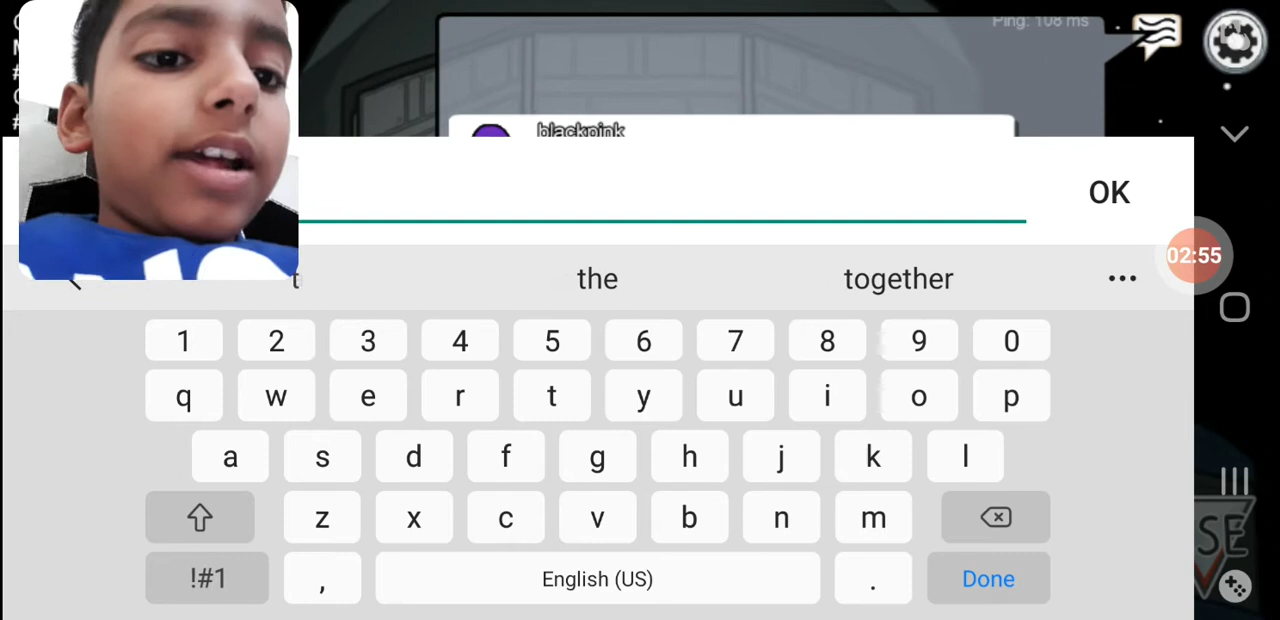 Ping: 108 ms
blackpink
OK
02:55
t
the
together
1 2 3 4 5 6 7 8 9 0
q w e r t y u i o p
a s d f g h j k l
z x c v b n m
!#1 , English (US) . Done
SE